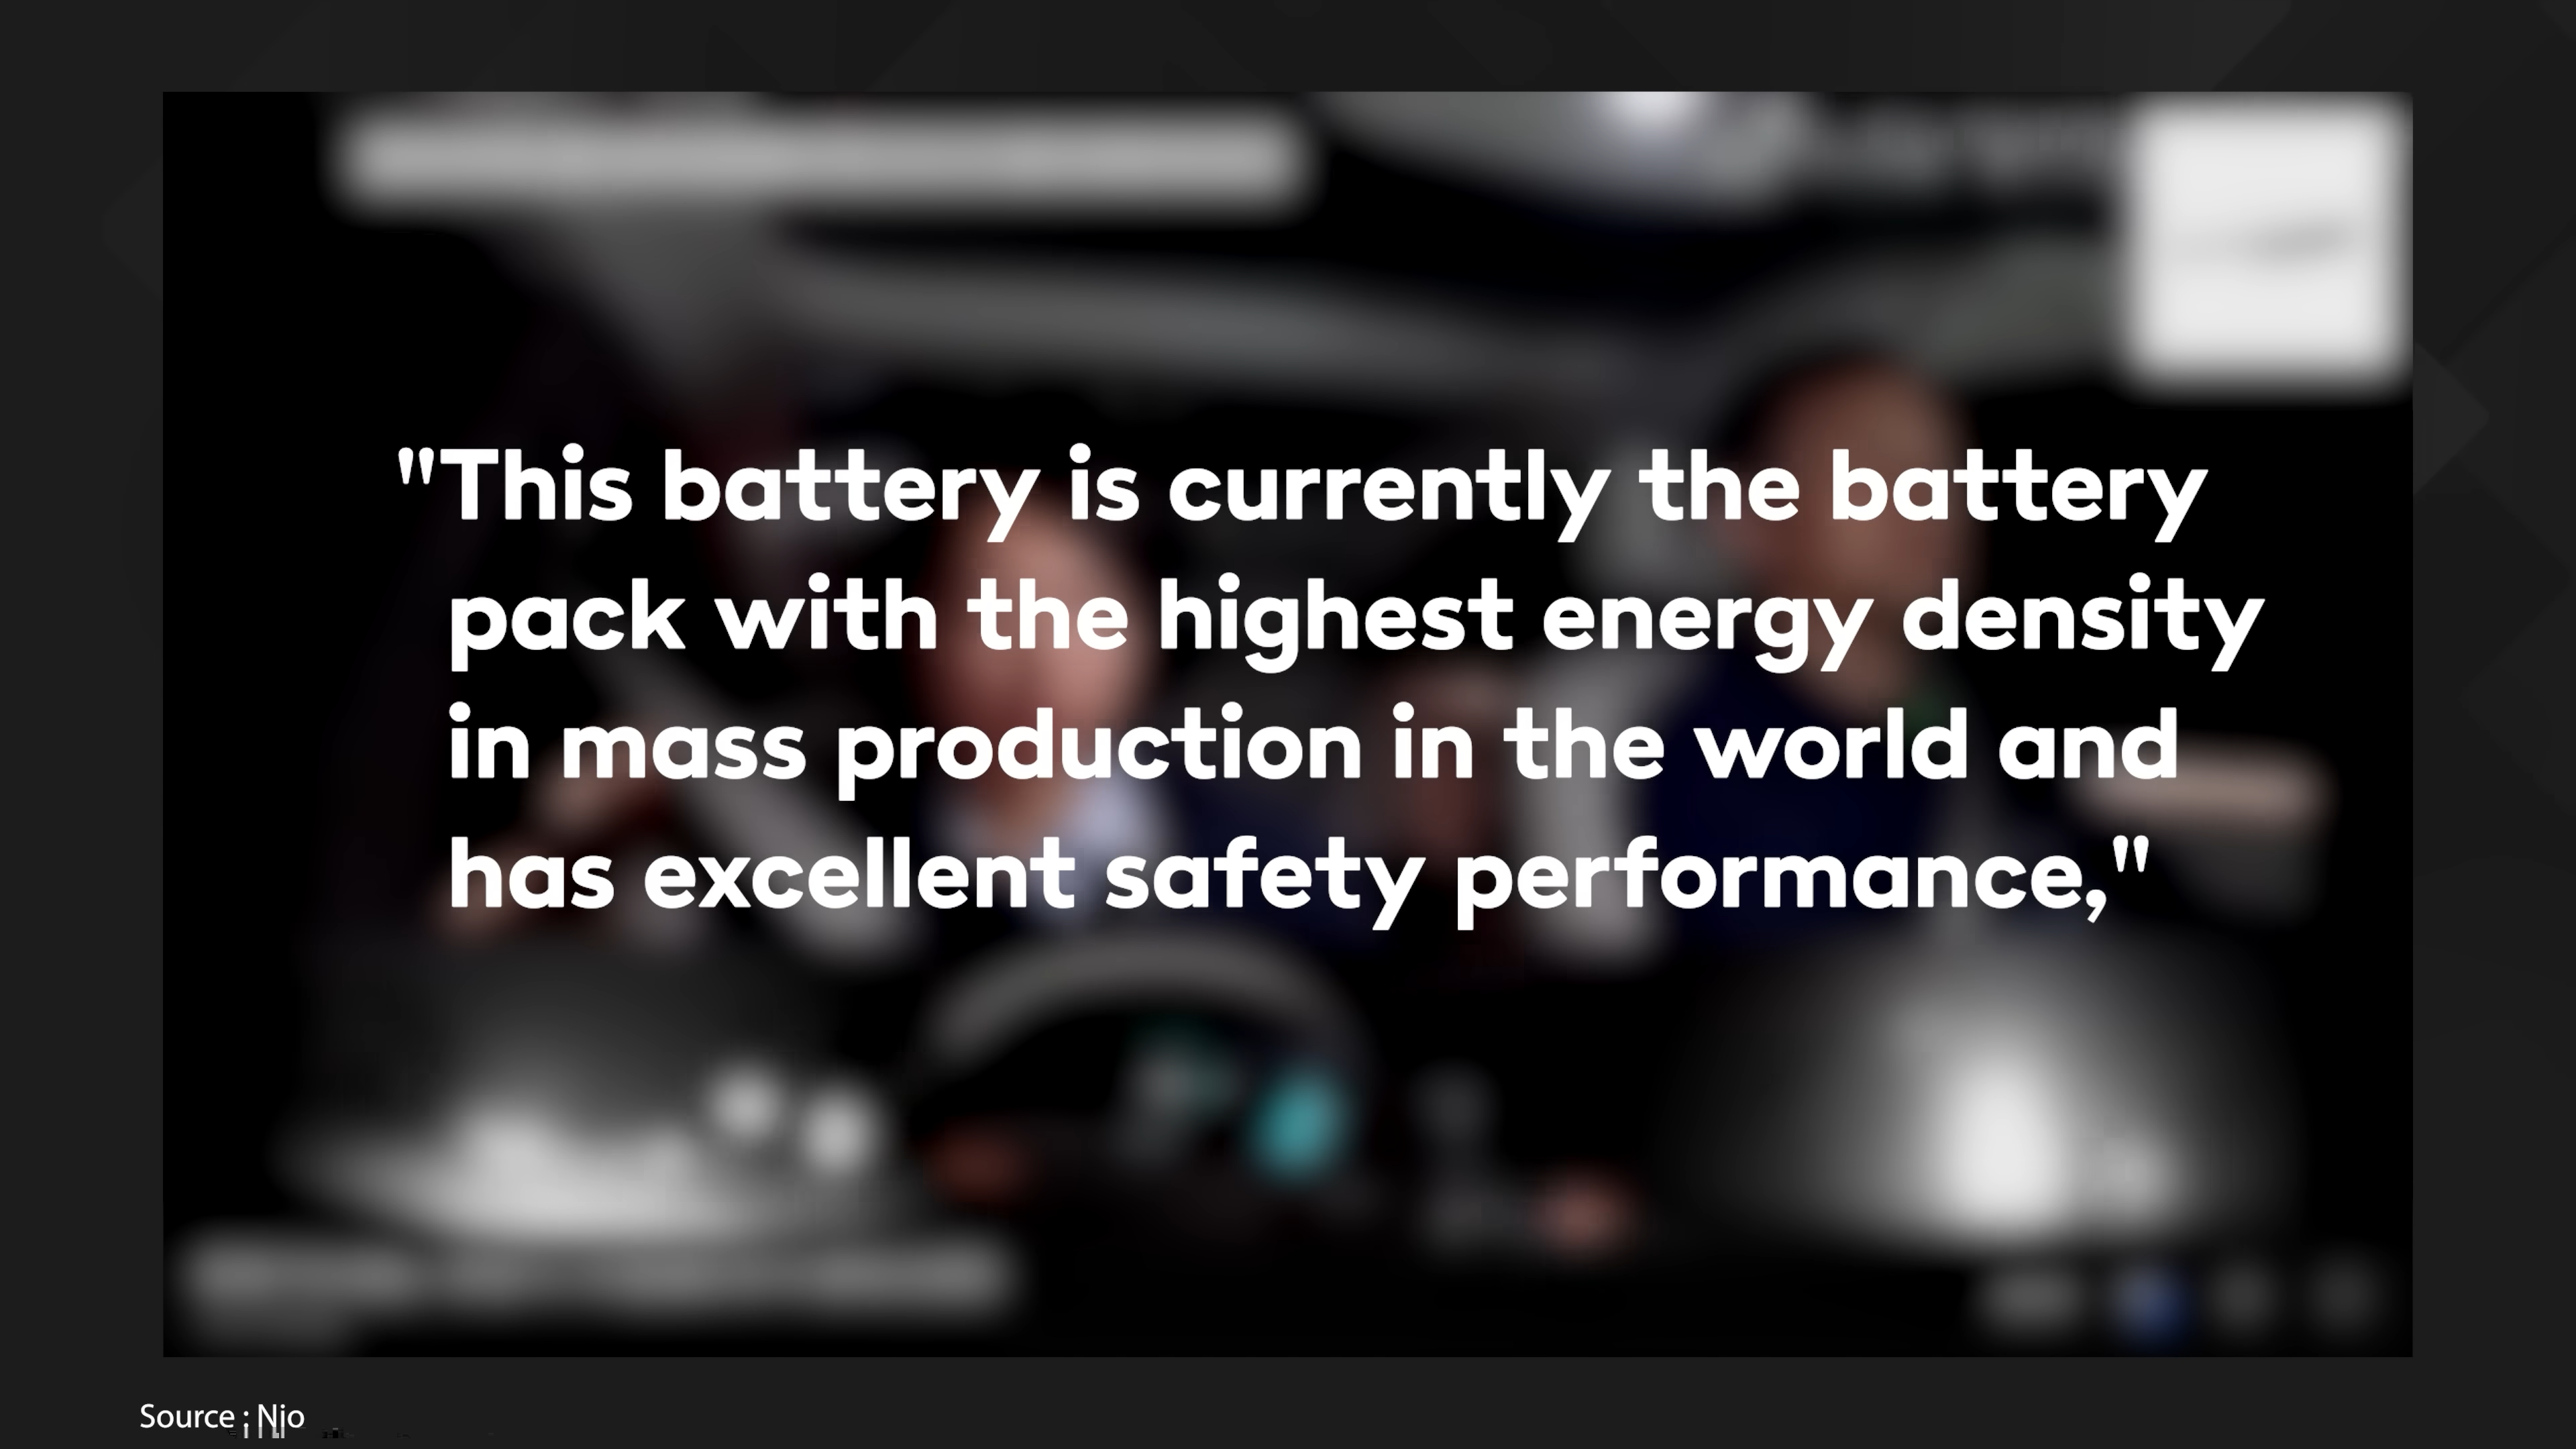 "This battery is currently the battery
pack with the highest energy density
in mass production in the world and
has excellent safety performance,"
Source : Nio